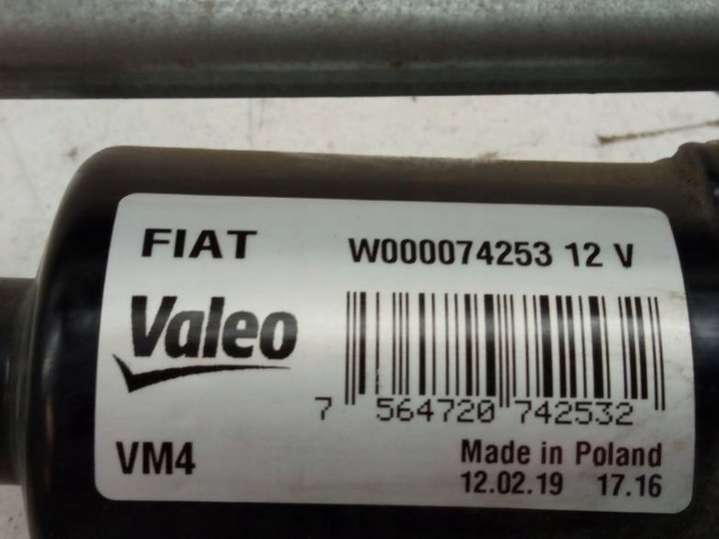 FIAT W000074253 12 V
Valeo
7 564720 742532
VM4 Made in Poland
12.02.19 17.16